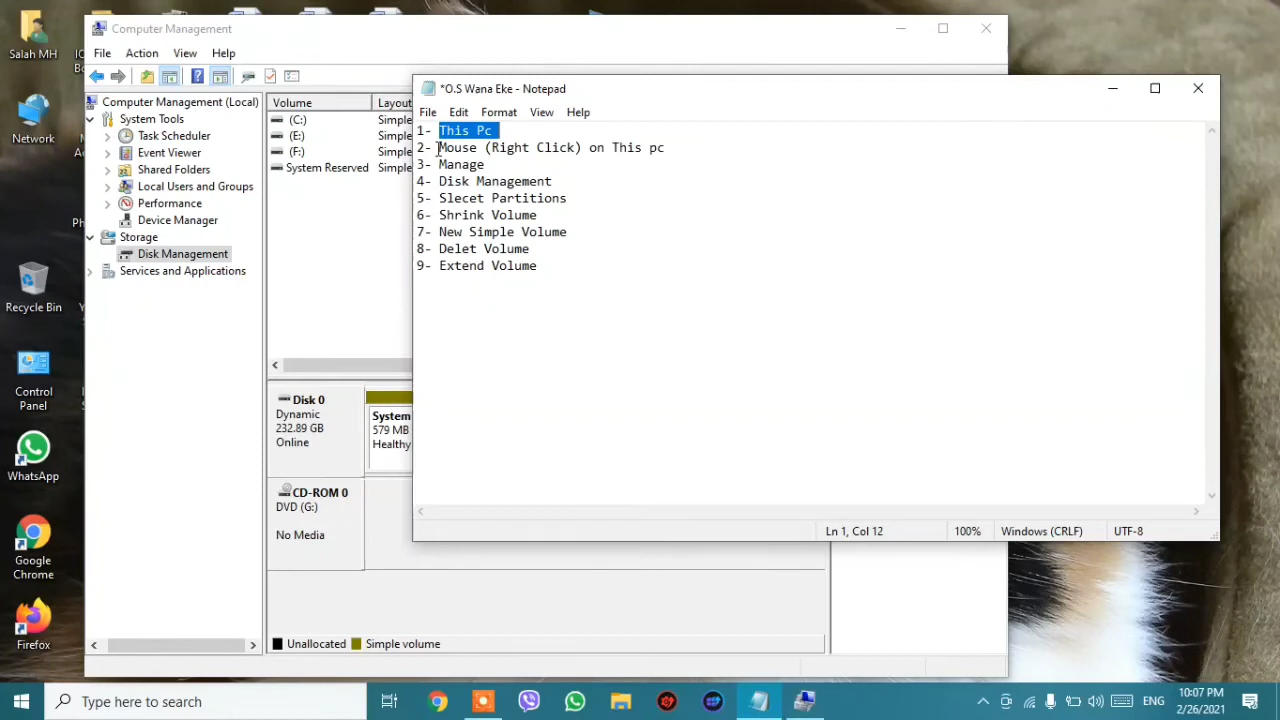 Salah MH
Network
Recycle Bin
Control
Panel
WhatsApp
Google
Chrome
Firefox
Computer Management
File Action View Help
Computer Management (Local)
System Tools
Task Scheduler
Event Viewer
Shared Folders
Local Users and Groups
Performance
Device Manager
Storage
Disk Management
Services and Applications
Volume Layou
(C:) Simple
(E:) Simple
(F:) Simple
System Reserved Simple
Disk 0
Dynamic
232.89 GB
Online
System
579 MB
Healthy
CD-ROM 0
DVD (G:)
No Media
Unallocated Simple volume
*O.S Wana Eke - Notepad
File Edit Format View Help
1- This Pc
2- Mouse (Right Click) on This pc
3- Manage
4- Disk Management
5- Slecet Partitions
6- Shrink Volume
7- New Simple Volume
8- Delet Volume
9- Extend Volume
Ln 1, Col 12 100% Windows (CRLF) UTF-8
Type here to search
ENG
10:07 PM
2/26/2021